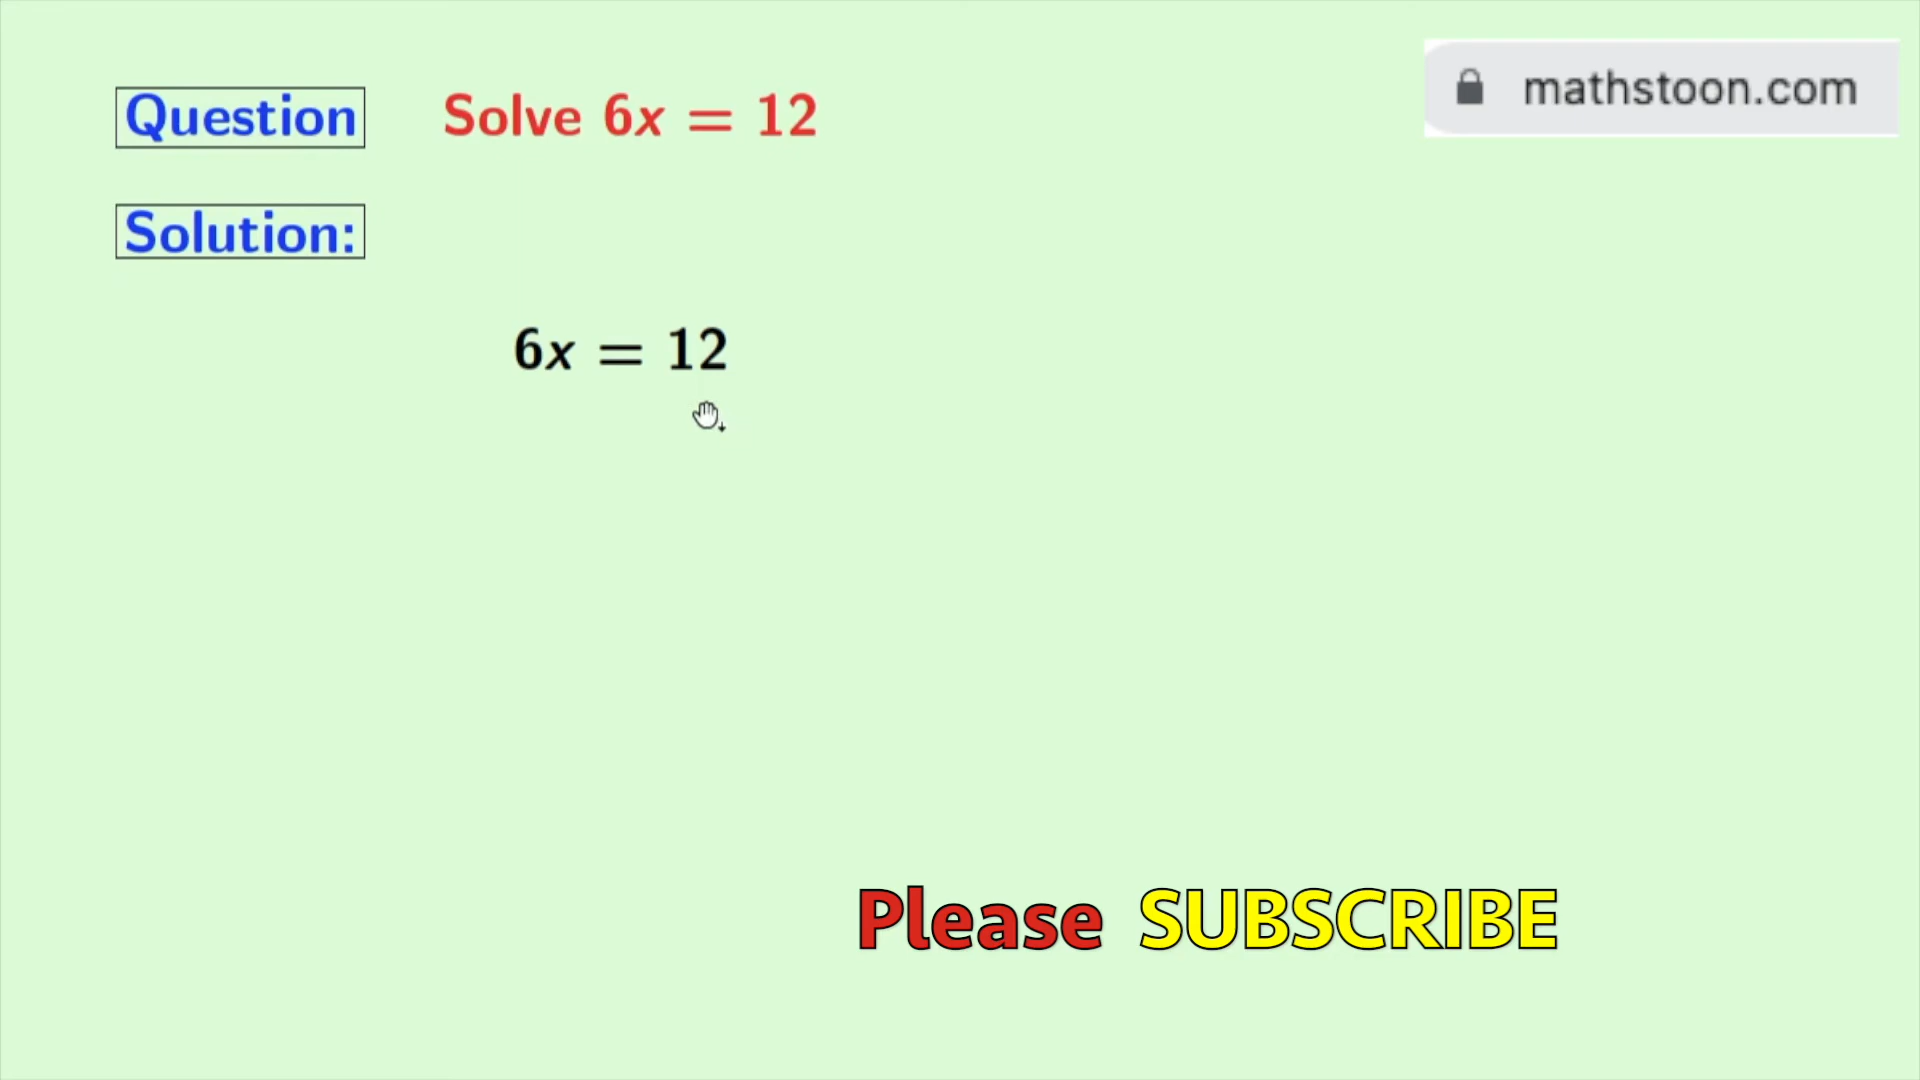 Question Solve 6x = 12
mathstoon.com
Solution:
6x = 12
Please SUBSCRIBE